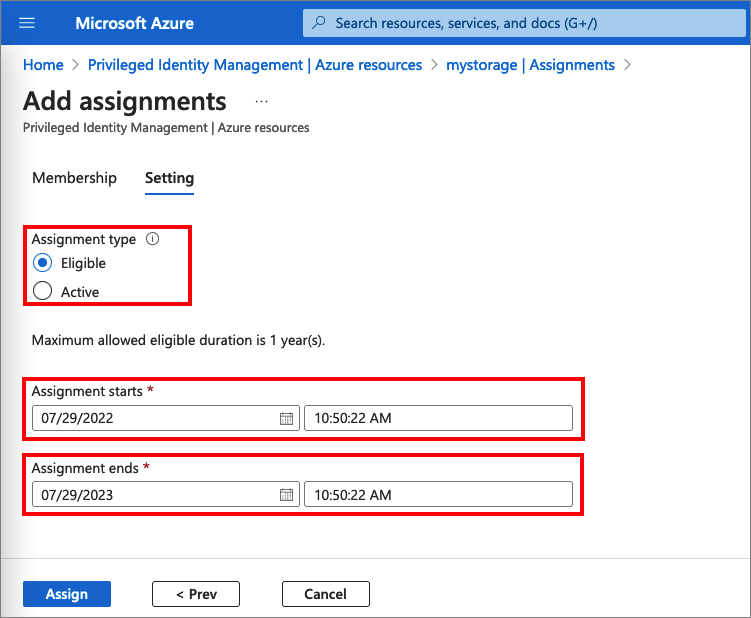 Microsoft Azure
Search resources, services, and docs (G+/)
Home > Privileged Identity Management | Azure resources > mystorage | Assignments >
Add assignments ...
Privileged Identity Management | Azure resources
Membership Setting
Assignment type
Eligible
Active
Maximum allowed eligible duration is 1 year(s).
Assignment starts *
07/29/2022 10:50:22 AM
Assignment ends *
07/29/2023 10:50:22 AM
Assign < Prev Cancel